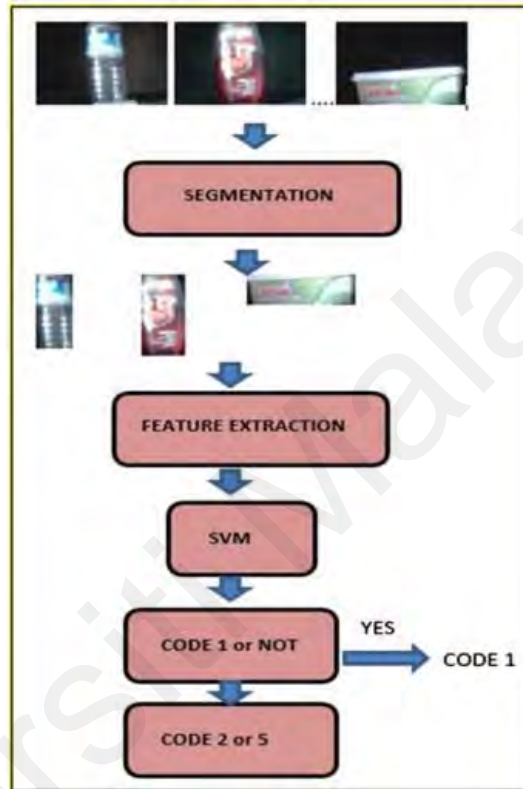 ....
SEGMENTATION
FEATURE EXTRACTION
SVM
YES
CODE 1 or NOT
CODE 1
CODE 2 or 5